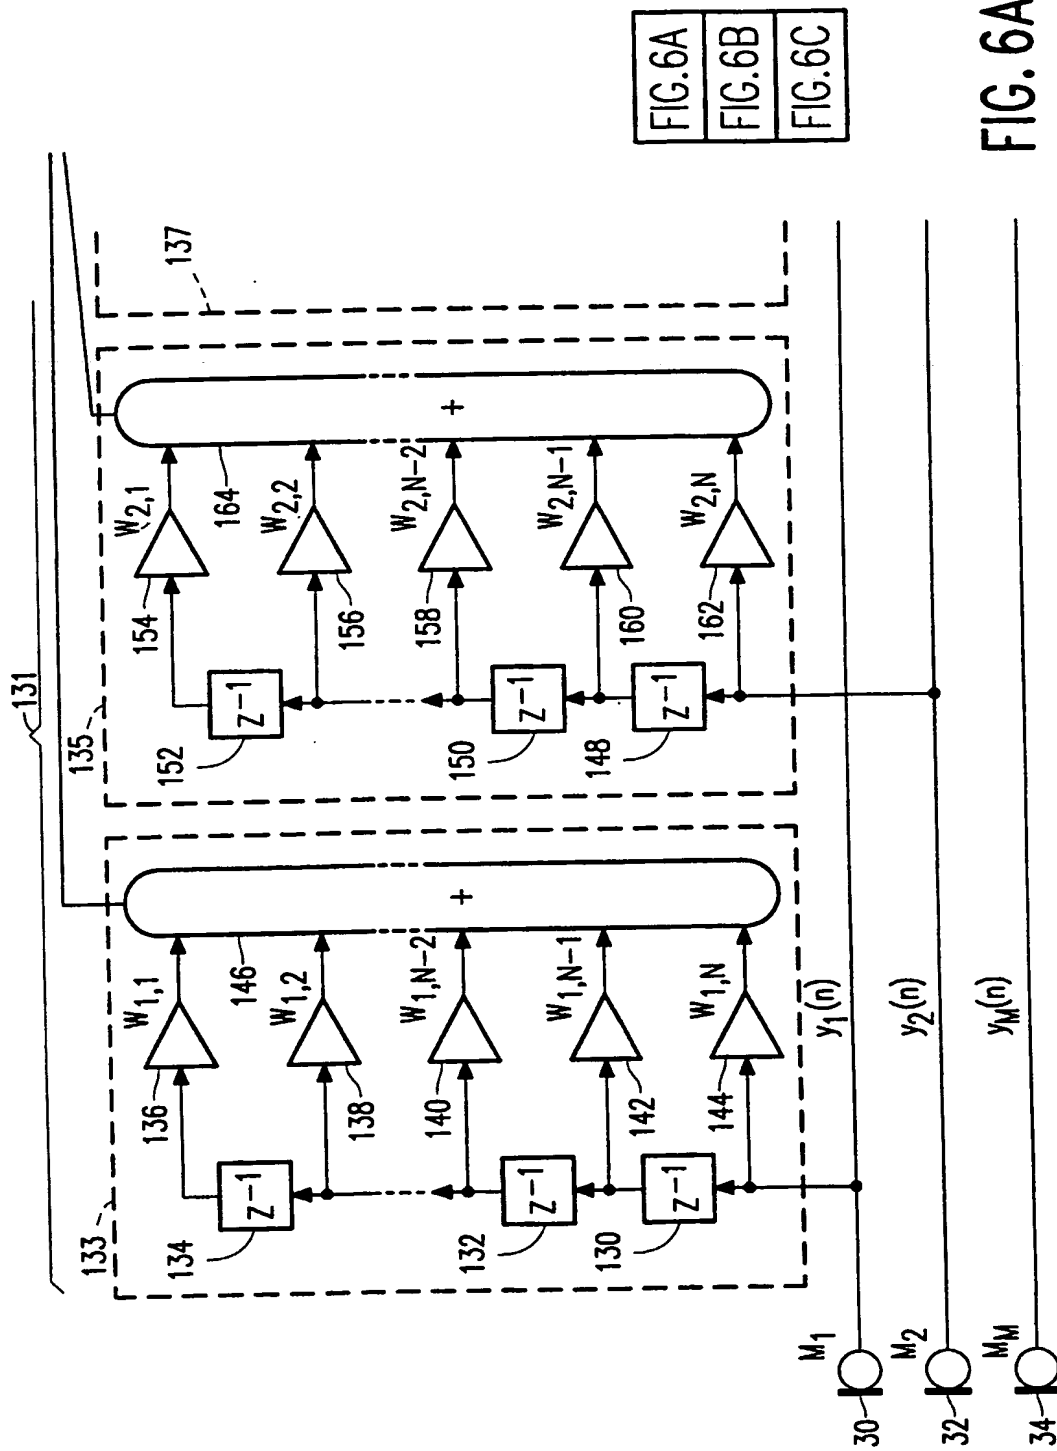 131
133
135
137
134
136
W1,1
146
138
W1,2
132
140
W1,N-2
+
142
W1,N-1
130
144
W1,N
Z-1
Z-1
Z-1
152
154
W2,1
164
156
W2,2
150
158
W2,N-2
+
160
W2,N-1
148
162
W2,N
Z-1
Z-1
Z-1
30
M1
y1(n)
32
M2
y2(n)
34
MM
yM(n)
FIG.6A
FIG.6B
FIG.6C
FIG. 6A